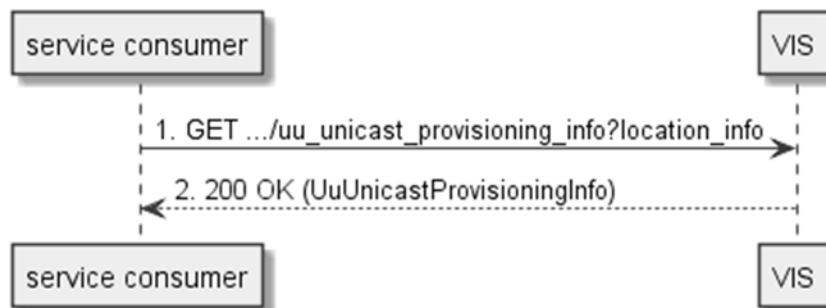 service consumer
VIS
1. GET .../uu_unicast_provisioning_info?location_info
2. 200 OK (UuUnicastProvisioningInfo)
service consumer
VIS